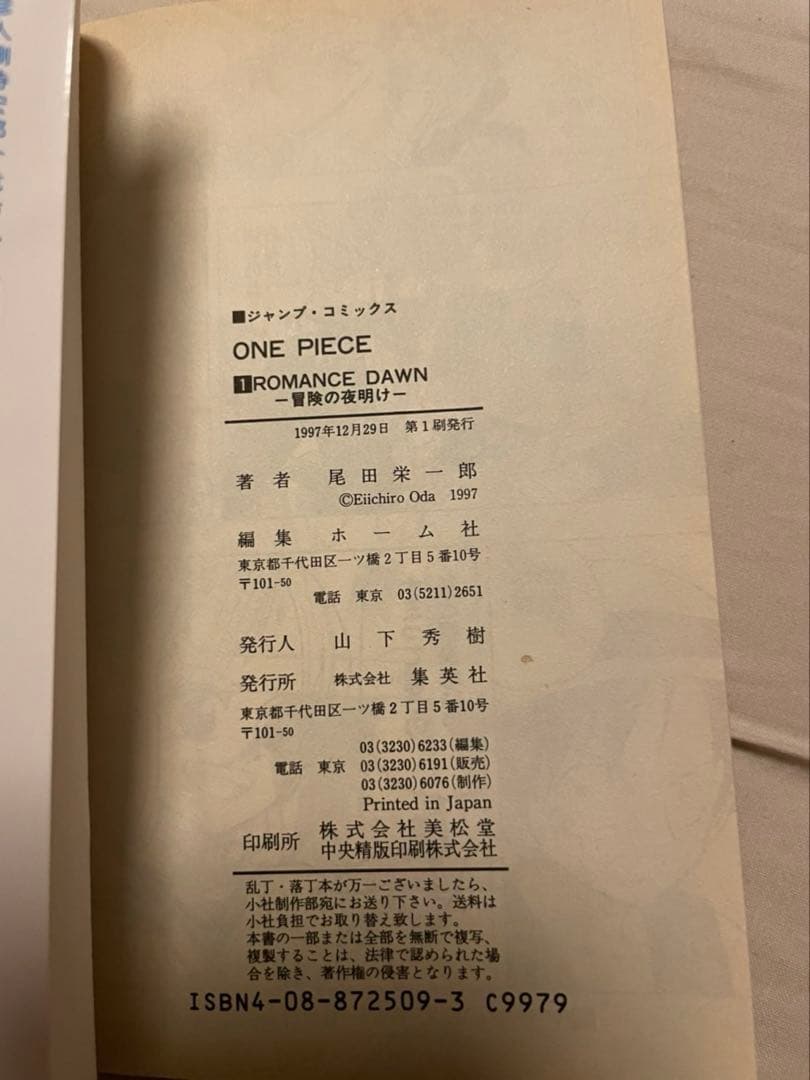 ■ジャンプ・コミックス
ONE PIECE
1 ROMANCE DAWN
―冒険の夜明け―
1997年12月29日 第1刷発行
著者 尾田栄一郎
©Eiichiro Oda 1997
編集 ホーム社
東京都千代田区一ツ橋2丁目5番10号
〒101-50
電話 東京 03(5211)2651
発行人 山下秀樹
発行所 株式会社 集英社
東京都千代田区一ツ橋2丁目5番10号
〒101-50
03(3230)6233(編集)
電話 東京 03(3230)6191(販売)
03(3230)6076(制作)
Printed in Japan
印刷所 株式会社美松堂
中央精版印刷株式会社
乱丁・落丁本が万一ございましたら、
小社制作部宛にお送り下さい。送料は
小社負担でお取り替え致します。
本書の一部または全部を無断で複写、
複製することは、法律で認められた場
合を除き、著作権の侵害となります。
ISBN4-08-872509-3 C9979